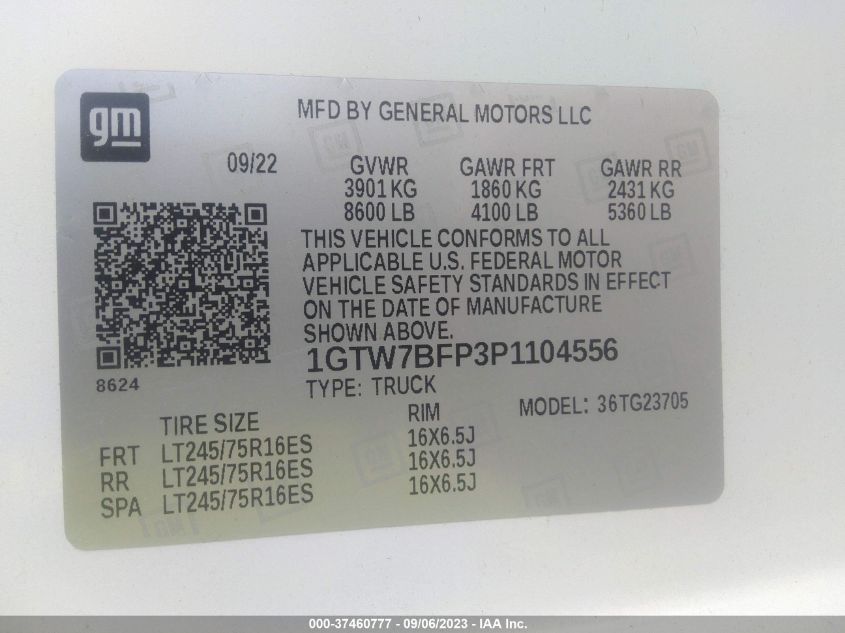 gm
MFD BY GENERAL MOTORS LLC
09/22
GVWR GAWR FRT GAWR RR
3901 KG 1860 KG 2431 KG
8600 LB 4100 LB 5360 LB
THIS VEHICLE CONFORMS TO ALL
APPLICABLE U.S. FEDERAL MOTOR
VEHICLE SAFETY STANDARDS IN EFFECT
ON THE DATE OF MANUFACTURE
SHOWN ABOVE.
1GTW7BFP3P1104556
8624
TYPE: TRUCK
MODEL: 36TG23705
TIRE SIZE RIM
FRT LT245/75R16ES 16X6.5J
RR LT245/75R16ES 16X6.5J
SPA LT245/75R16ES 16X6.5J
000-37460777 - 09/06/2023 - IAA Inc.